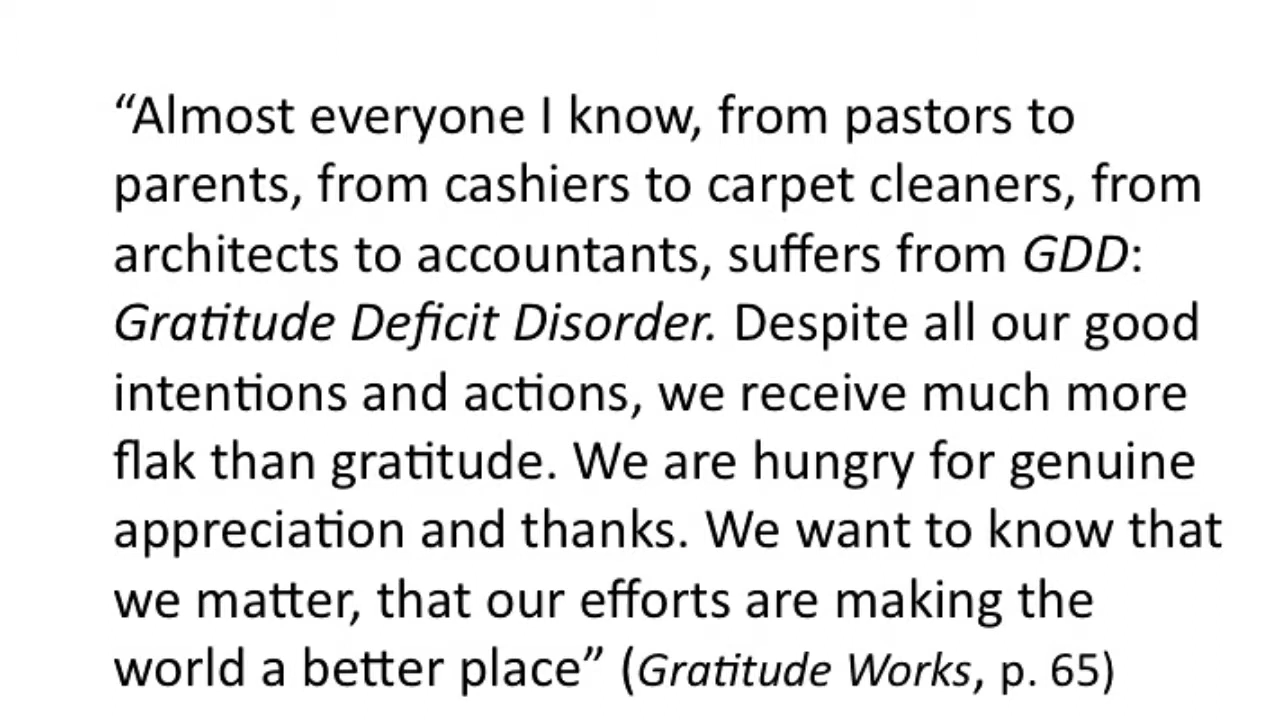 “Almost everyone I know, from pastors to
parents, from cashiers to carpet cleaners, from
architects to accountants, suffers from GDD:
Gratitude Deficit Disorder. Despite all our good
intentions and actions, we receive much more
flak than gratitude. We are hungry for genuine
appreciation and thanks. We want to know that
we matter, that our efforts are making the
world a better place” (Gratitude Works, p. 65)